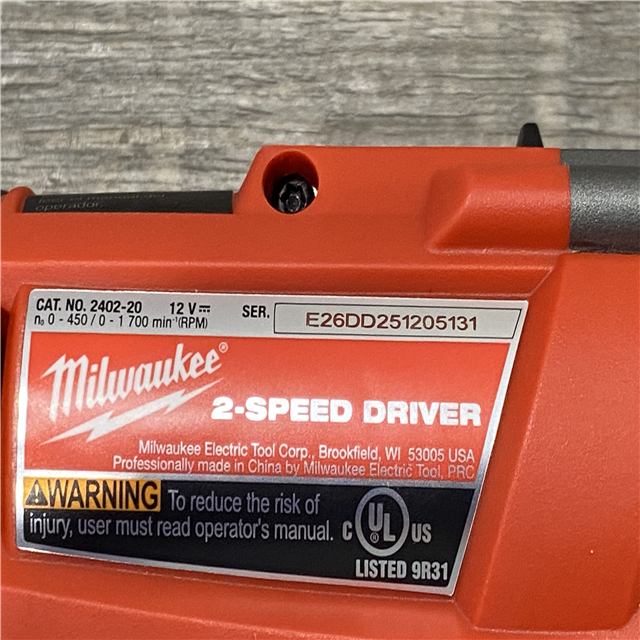 operador
CAT. NO. 2402-20 12 V⎓ SER. E26DD251205131
n₀ 0 - 450 / 0 - 1 700 min⁻¹(RPM)
Milwaukee®
2-SPEED DRIVER
Milwaukee Electric Tool Corp., Brookfield, WI 53005 USA
Professionally made in China by Milwaukee Electric Tool, PRC
WARNING To reduce the risk of
injury, user must read operator's manual.
C UL® US
LISTED 9R31